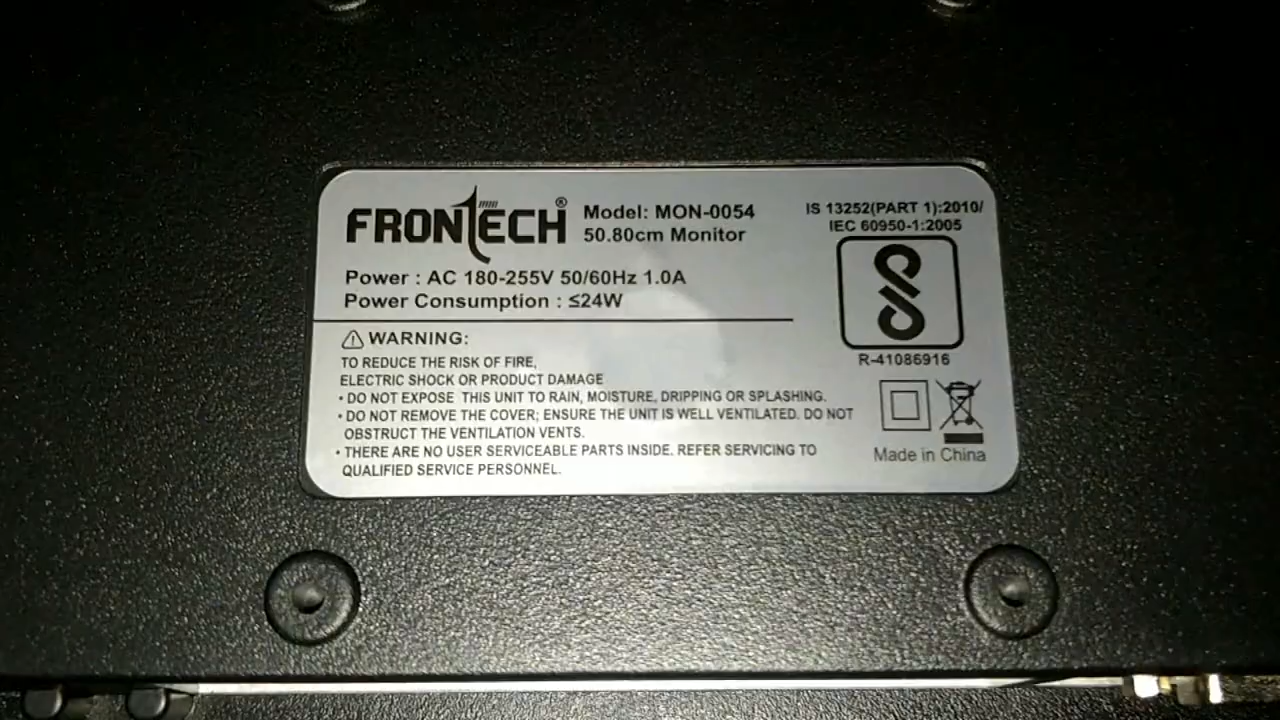 FRONTECH®
Model: MON-0054
50.80cm Monitor
Power : AC 180-255V 50/60Hz 1.0A
Power Consumption : ≤24W
WARNING:
TO REDUCE THE RISK OF FIRE,
ELECTRIC SHOCK OR PRODUCT DAMAGE
• DO NOT EXPOSE THIS UNIT TO RAIN, MOISTURE, DRIPPING OR SPLASHING.
• DO NOT REMOVE THE COVER; ENSURE THE UNIT IS WELL VENTILATED. DO NOT
OBSTRUCT THE VENTILATION VENTS.
• THERE ARE NO USER SERVICEABLE PARTS INSIDE. REFER SERVICING TO
QUALIFIED SERVICE PERSONNEL.
IS 13252(PART 1):2010/
IEC 60950-1:2005
R-41086916
Made in China